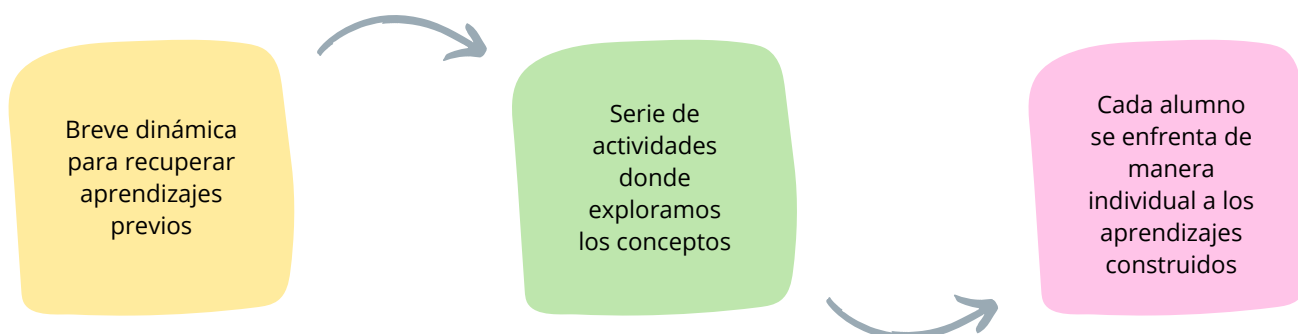 Breve dinámica
para recuperar
aprendizajes
previos
Serie de
actividades
donde
exploramos
los conceptos
Cada alumno
se enfrenta de
manera
individual a los
aprendizajes
construidos